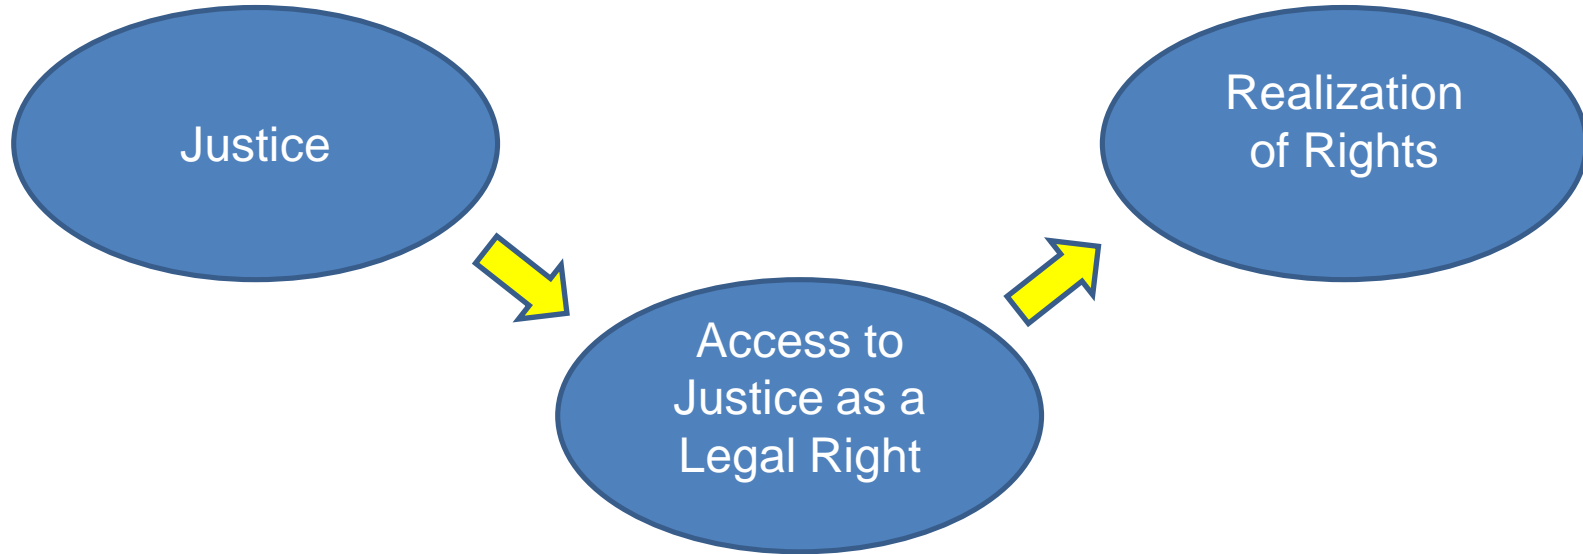 Justice
Access to
Justice as a
Legal Right
Realization
of Rights